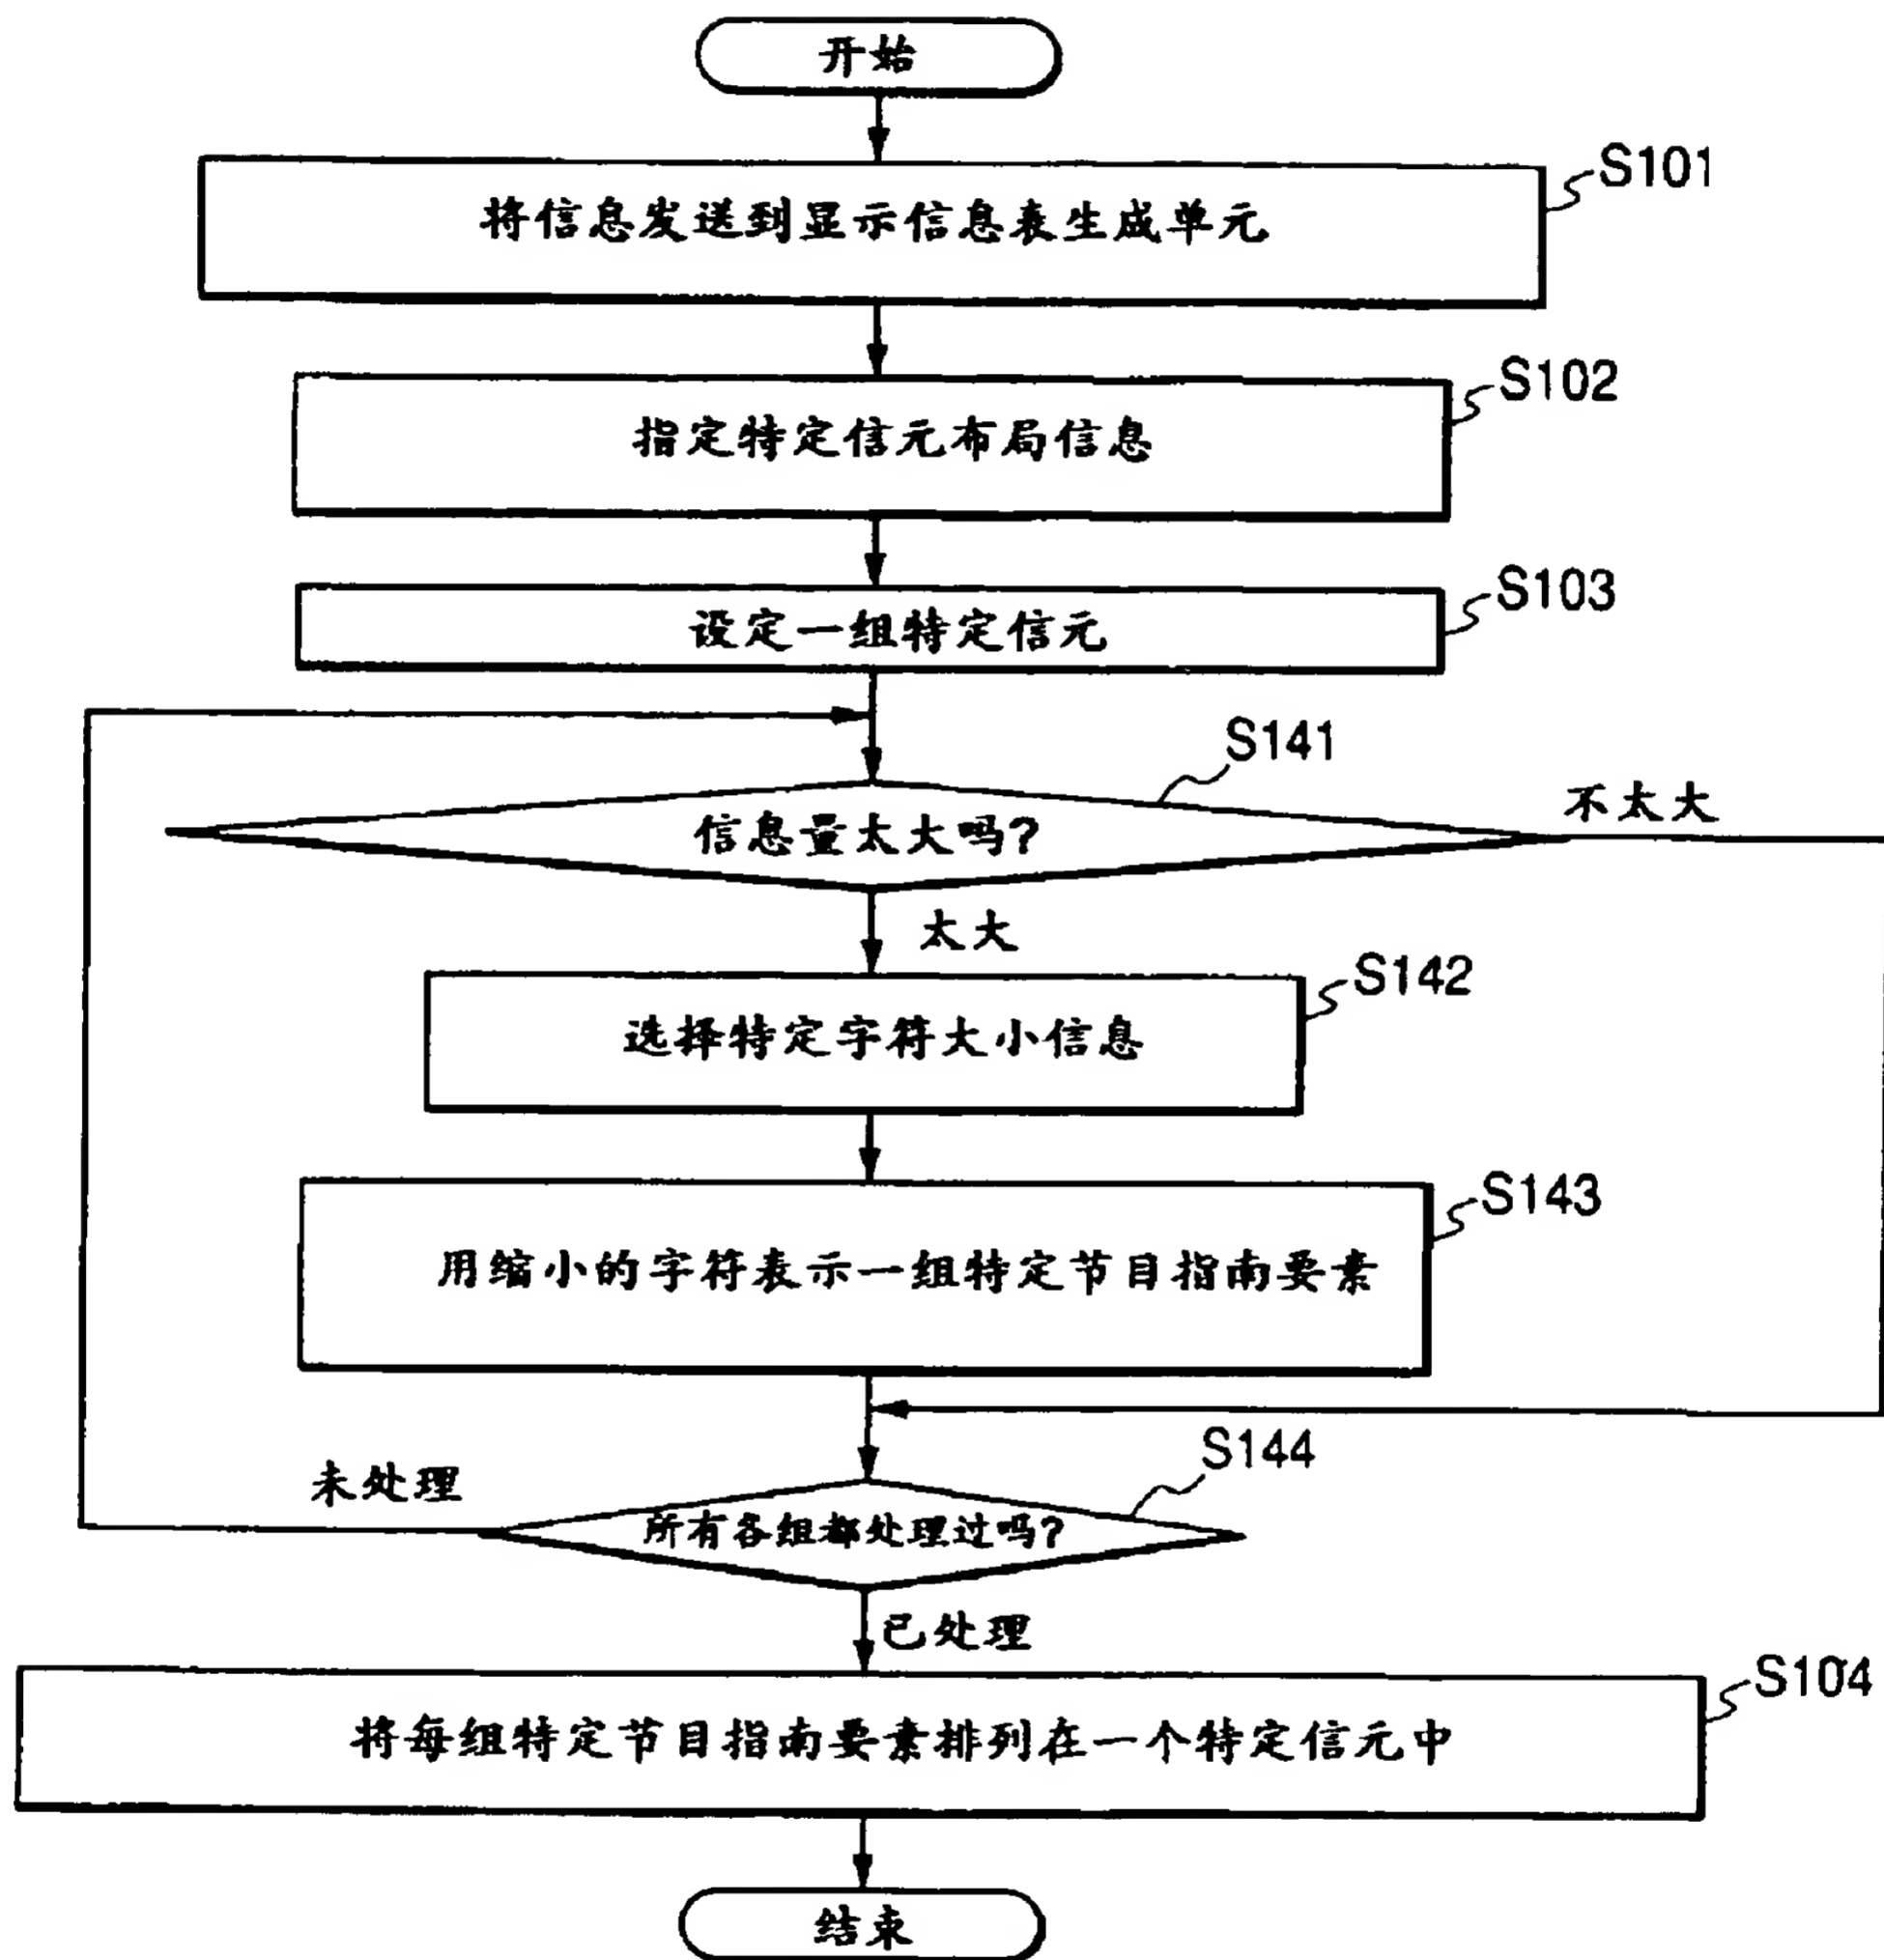 开始
S101
将信息发送到显示信息表生成单元
S102
指定特定信元布局信息
S103
设定一组特定信元
S141
不太大
信息量太大吗?
太大
S142
选择特定字符大小信息
S143
用缩小的字符表示一组特定节目指南要素
S144
未处理
所有各组都处理过吗?
已处理
S104
将每组特定节目指南要素排列在一个特定信元中
结束